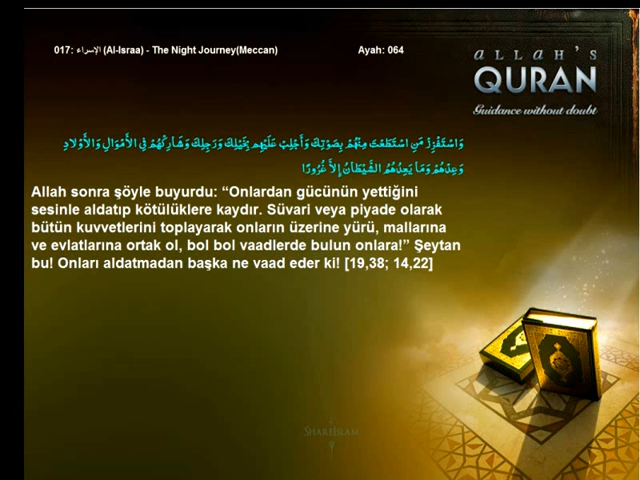 017: الإسراء (Al-Israa) - The Night Journey(Meccan) Ayah: 064
ALLAH'S
QURAN
Guidance without doubt
وَاسْتَفْزِزْ مَنِ اسْتَطَعْتَ مِنْهُمْ بِصَوْتِكَ وَأَجْلِبْ عَلَيْهِم بِخَيْلِكَ وَرَجِلِكَ وَشَارِكْهُمْ فِي الْأَمْوَالِ وَالْأَوْلَادِ
وَعِدْهُمْ وَمَا يَعِدُهُمُ الشَّيْطَانُ إِلَّا غُرُورًا
Allah sonra şöyle buyurdu: “Onlardan gücünün yettiğini
sesinle aldatıp kötülüklere kaydır. Süvari veya piyade olarak
bütün kuvvetlerini toplayarak onların üzerine yürü, mallarına
ve evlatlarına ortak ol, bol bol vaadlerde bulun onlara!” Şeytan
bu! Onları aldatmadan başka ne vaad eder ki! [19,38; 14,22]
SHAREISLAM